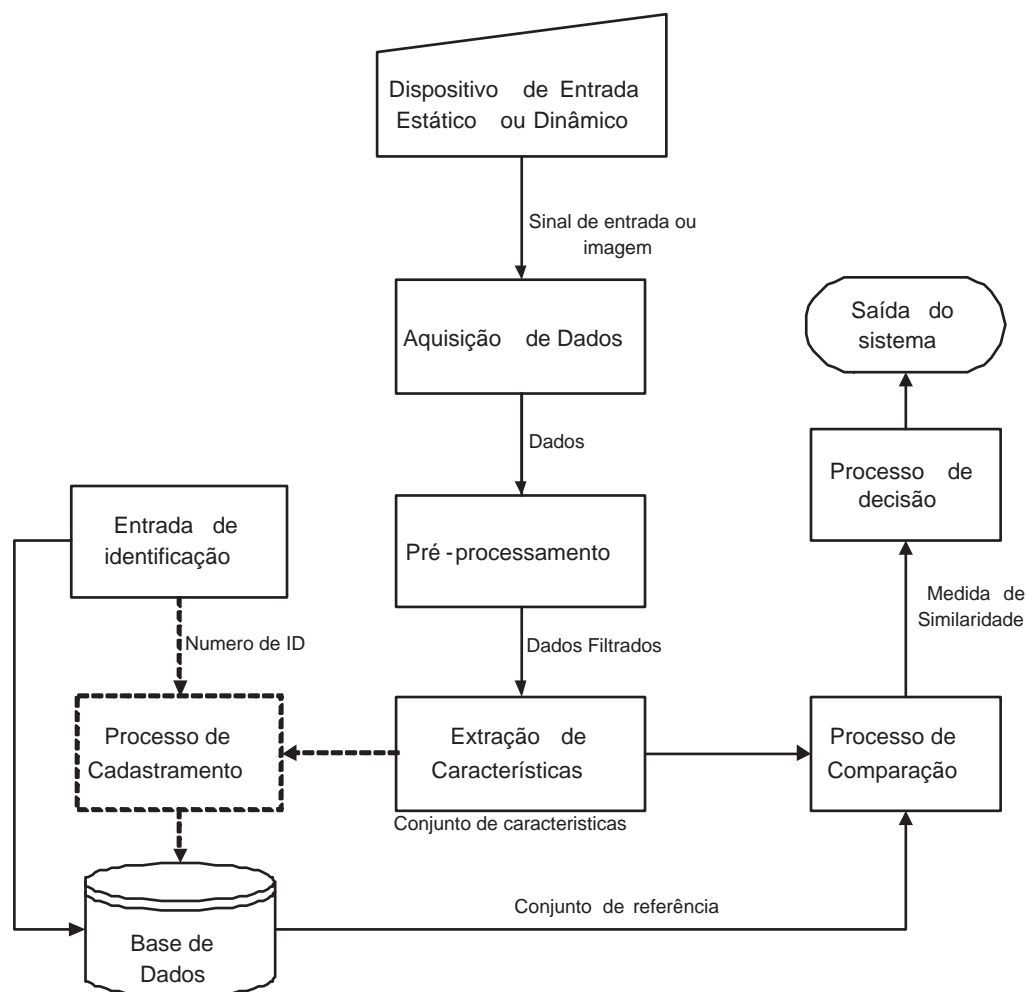 Dispositivo de Entrada
Estático ou Dinâmico
Sinal de entrada ou
imagem
Aquisição de Dados
Saída do
sistema
Dados
Processo de
decisão
Entrada de
identificação
Pré-processamento
Medida de
Similaridade
Numero de ID
Dados Filtrados
Processo de
Cadastramento
Extração de
Características
Processo de
Comparação
Conjunto de caracteristicas
Conjunto de referência
Base de
Dados